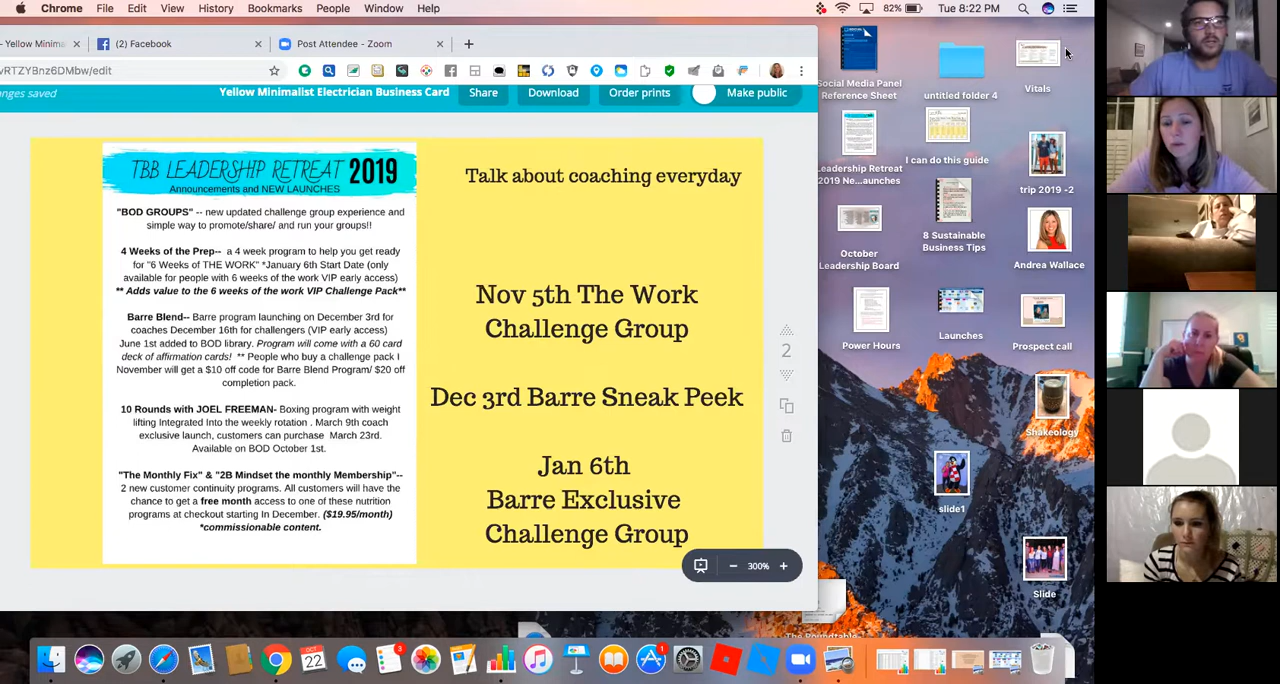 Chrome File Edit View History Bookmarks People Window Help
82% Tue 8:22 PM
Yellow Minima
(2) Facebook
Post Attendee - Zoom
vRTZYBnz6DMbw/edit
nges saved
Yellow Minimalist Electrician Business Card
Share
Download
Order prints
Make public
TBB LEADERSHIP RETREAT 2019
Announcements and NEW LAUNCHES
"BOD GROUPS" -- new updated challenge group experience and
simple way to promote/share/ and run your groups!!
4 Weeks of the Prep-- a 4 week program to help you get ready
for "6 Weeks of THE WORK" *January 6th Start Date (only
available for people with 6 weeks of the work VIP early access)
** Adds value to the 6 weeks of the work VIP Challenge Pack**
Barre Blend-- Barre program launching on December 3rd for
coaches December 16th for challengers (VIP early access)
June 1st added to BOD library. Program will come with a 60 card
deck of affirmation cards! ** People who buy a challenge pack I
November will get a $10 off code for Barre Blend Program/ $20 off
completion pack.
10 Rounds with JOEL FREEMAN- Boxing program with weight
lifting Integrated Into the weekly rotation . March 9th coach
exclusive launch, customers can purchase March 23rd.
Available on BOD October 1st.
"The Monthly Fix" & "2B Mindset the monthly Membership"--
2 new customer continuity programs. All customers will have the
chance to get a free month access to one of these nutrition
programs at checkout starting In December. ($19.95/month)
*commissionable content.
Talk about coaching everyday
Nov 5th The Work
Challenge Group
Dec 3rd Barre Sneak Peek
Jan 6th
Barre Exclusive
Challenge Group
2
300%
Social Media Panel
Reference Sheet
untitled folder 4
Vitals
Leadership Retreat
2019 Ne...aunches
I can do this guide
trip 2019 -2
October
Leadership Board
8 Sustainable
Business Tips
Andrea Wallace
Power Hours
Launches
Prospect call
Shakeology
slide1
Slide
The Roundtable-
OCT
22
3
1